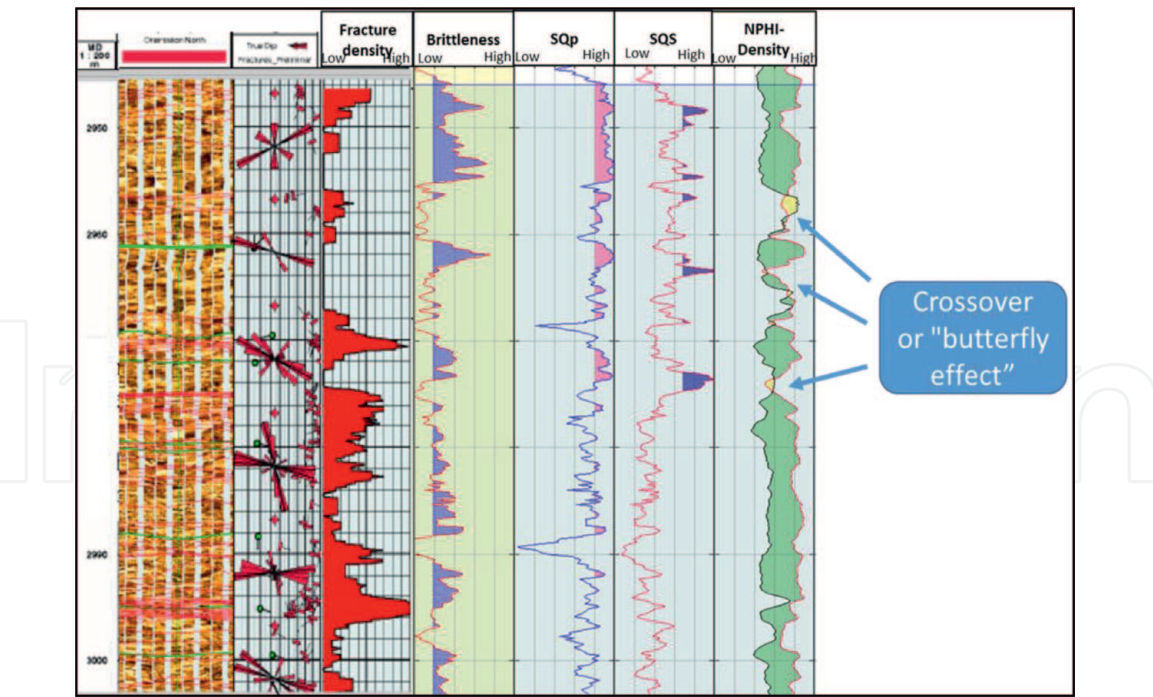 MD
1 : 200
m
Orientation North
True Dip
Fracture
density
Low High
Brittleness
Low High
SQp
Low High
SQS
Low High
NPHI-
Density
Low High
2950
2960
2990
3000
Crossover
or "butterfly
effect”